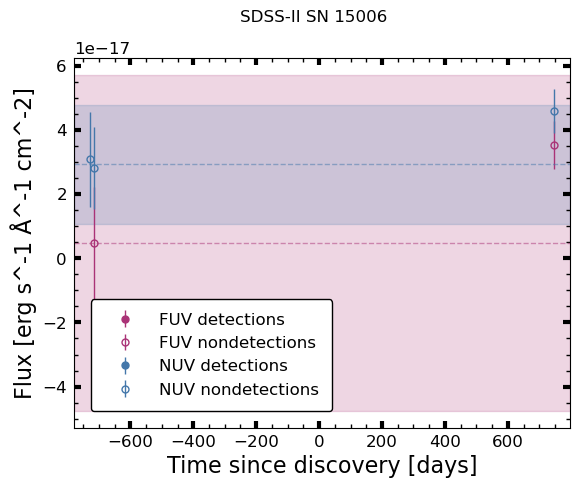 SDSS-II SN 15006
1e−17
6
4
2
0
−2
−4
Flux [erg s^-1 Å^-1 cm^-2]
FUV detections
FUV nondetections
NUV detections
NUV nondetections
−600 −400 −200 0 200 400 600
Time since discovery [days]